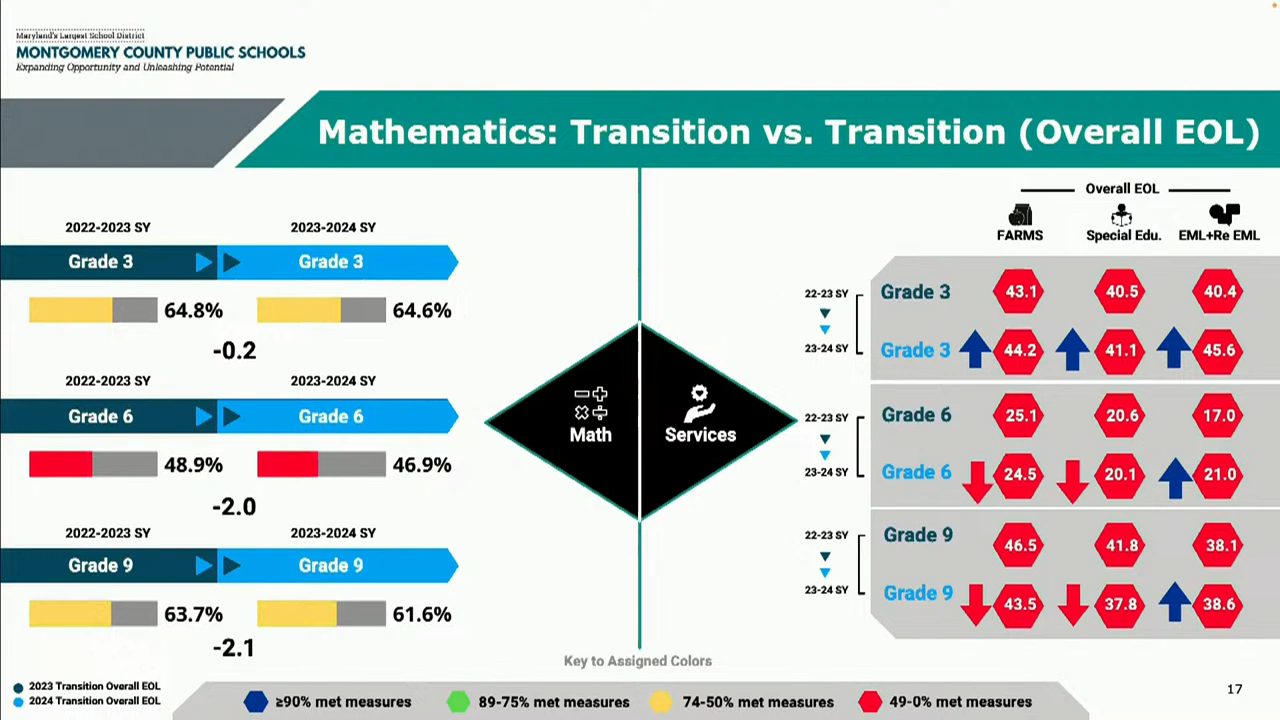 Maryland's Largest School District
MONTGOMERY COUNTY PUBLIC SCHOOLS
Expanding Opportunity and Unleashing Potential
Mathematics: Transition vs. Transition (Overall EOL)
2022-2023 SY 2023-2024 SY
Grade 3 Grade 3
64.8% 64.6%
-0.2
2022-2023 SY 2023-2024 SY
Grade 6 Grade 6
48.9% 46.9%
-2.0
2022-2023 SY 2023-2024 SY
Grade 9 Grade 9
63.7% 61.6%
-2.1
Math Services
Overall EOL
FARMS Special Edu. EML+Re EML
22-23 SY Grade 3 43.1 40.5 40.4
23-24 SY Grade 3 44.2 41.1 45.6
22-23 SY Grade 6 25.1 20.6 17.0
23-24 SY Grade 6 24.5 20.1 21.0
22-23 SY Grade 9 46.5 41.8 38.1
23-24 SY Grade 9 43.5 37.8 38.6
Key to Assigned Colors
2023 Transition Overall EOL
2024 Transition Overall EOL
≥90% met measures 89-75% met measures 74-50% met measures 49-0% met measures
17